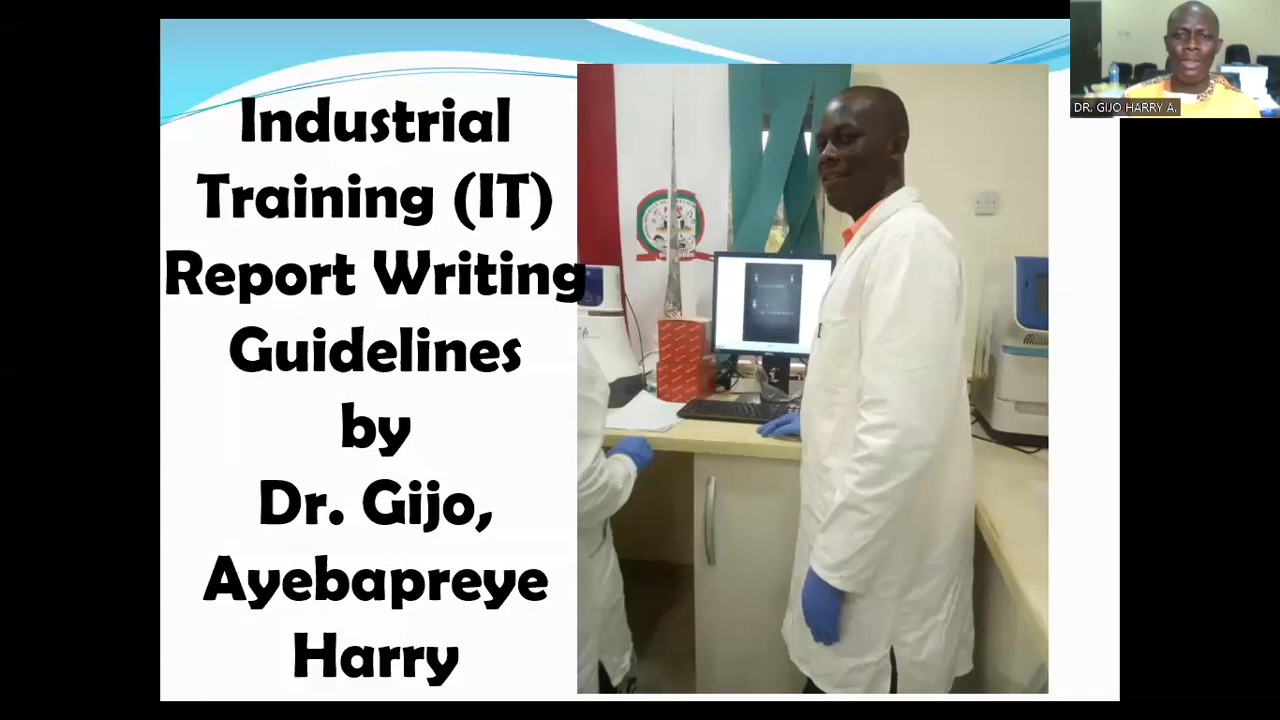 Industrial
Training (IT)
Report Writing
Guidelines
by
Dr. Gijo,
Ayebapreye
Harry
DR. GIJO HARRY A.